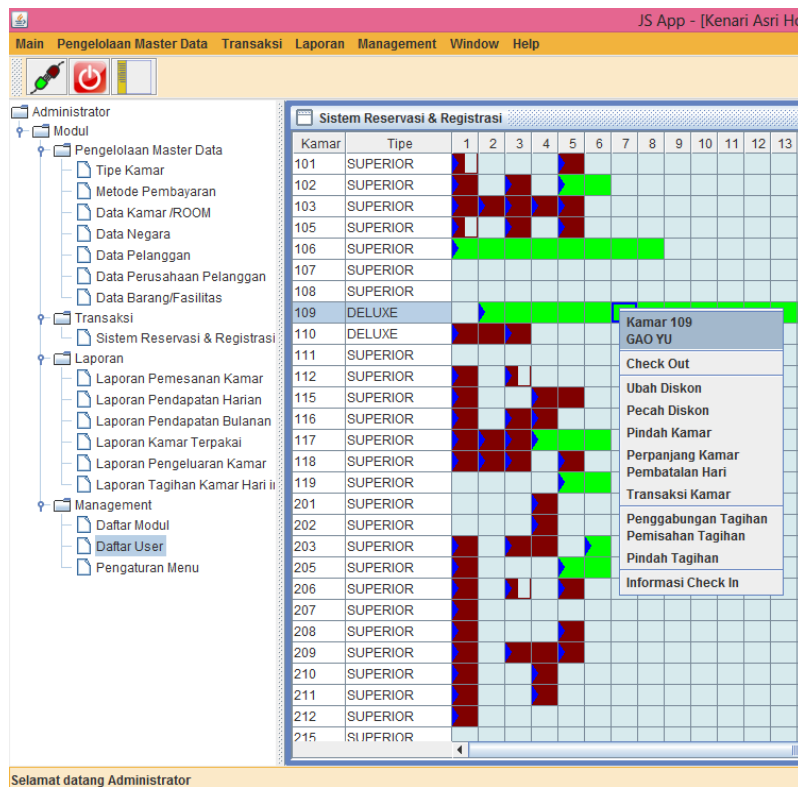 JS App - [Kenari Asri Ho
Main Pengelolaan Master Data Transaksi Laporan Management Window Help
Administrator
Modul
Pengelolaan Master Data
Tipe Kamar
Metode Pembayaran
Data Kamar /ROOM
Data Negara
Data Pelanggan
Data Perusahaan Pelanggan
Data Barang/Fasilitas
Transaksi
Sistem Reservasi & Registrasi
Laporan
Laporan Pemesanan Kamar
Laporan Pendapatan Harian
Laporan Pendapatan Bulanan
Laporan Kamar Terpakai
Laporan Pengeluaran Kamar
Laporan Tagihan Kamar Hari i
Management
Daftar Modul
Daftar User
Pengaturan Menu
Sistem Reservasi & Registrasi
Kamar Tipe 1 2 3 4 5 6 7 8 9 10 11 12 13
101 SUPERIOR
102 SUPERIOR
103 SUPERIOR
105 SUPERIOR
106 SUPERIOR
107 SUPERIOR
108 SUPERIOR
109 DELUXE
110 DELUXE
111 SUPERIOR
112 SUPERIOR
115 SUPERIOR
116 SUPERIOR
117 SUPERIOR
118 SUPERIOR
119 SUPERIOR
201 SUPERIOR
202 SUPERIOR
203 SUPERIOR
205 SUPERIOR
206 SUPERIOR
207 SUPERIOR
208 SUPERIOR
209 SUPERIOR
210 SUPERIOR
211 SUPERIOR
212 SUPERIOR
215 SUPERIOR
Kamar 109
GAO YU
Check Out
Ubah Diskon
Pecah Diskon
Pindah Kamar
Perpanjang Kamar
Pembatalan Hari
Transaksi Kamar
Penggabungan Tagihan
Pemisahan Tagihan
Pindah Tagihan
Informasi Check In
Selamat datang Administrator